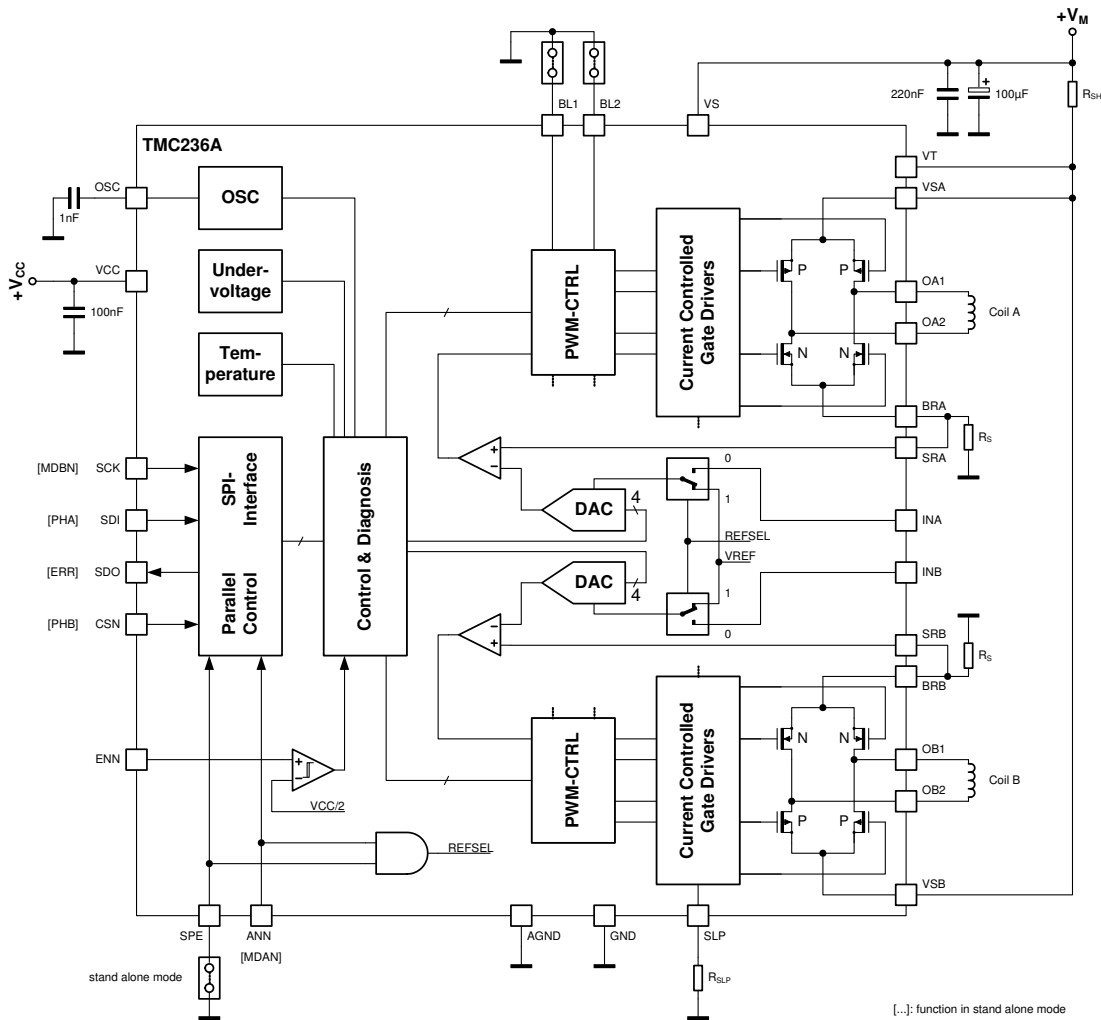 +VM
220nF
+
100µF
RSH
BL1
BL2
VS
TMC236A
VT
OSC
OSC
1nF
VSA
+VCC
VCC
100nF
Under-
voltage
Tem-
perature
PWM-CTRL
Current Controlled
Gate Drivers
P
P
N
N
OA1
OA2
Coil A
BRA
SRA
RS
[MDBN]
SCK
[PHA]
SDI
[ERR]
SDO
[PHB]
CSN
SPI-
Interface
Parallel
Control
Control & Diagnosis
+
−
DAC
4
0
1
INA
REFSEL
VREF
INB
DAC
4
1
0
−
+
SRB
RS
BRB
ENN
+
−
VCC/2
PWM-CTRL
Current Controlled
Gate Drivers
N
N
P
P
OB1
OB2
Coil B
REFSEL
VSB
SPE
ANN
[MDAN]
AGND
GND
SLP
stand alone mode
RSLP
[...]: function in stand alone mode